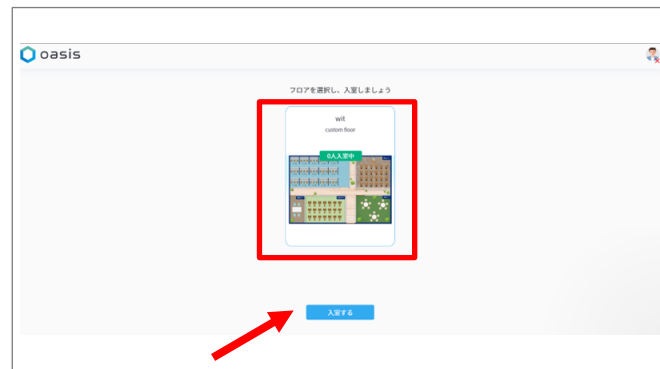 oasis
フロアを選択し、入室しましょう
wit
custom floor
0人入室中
入室する